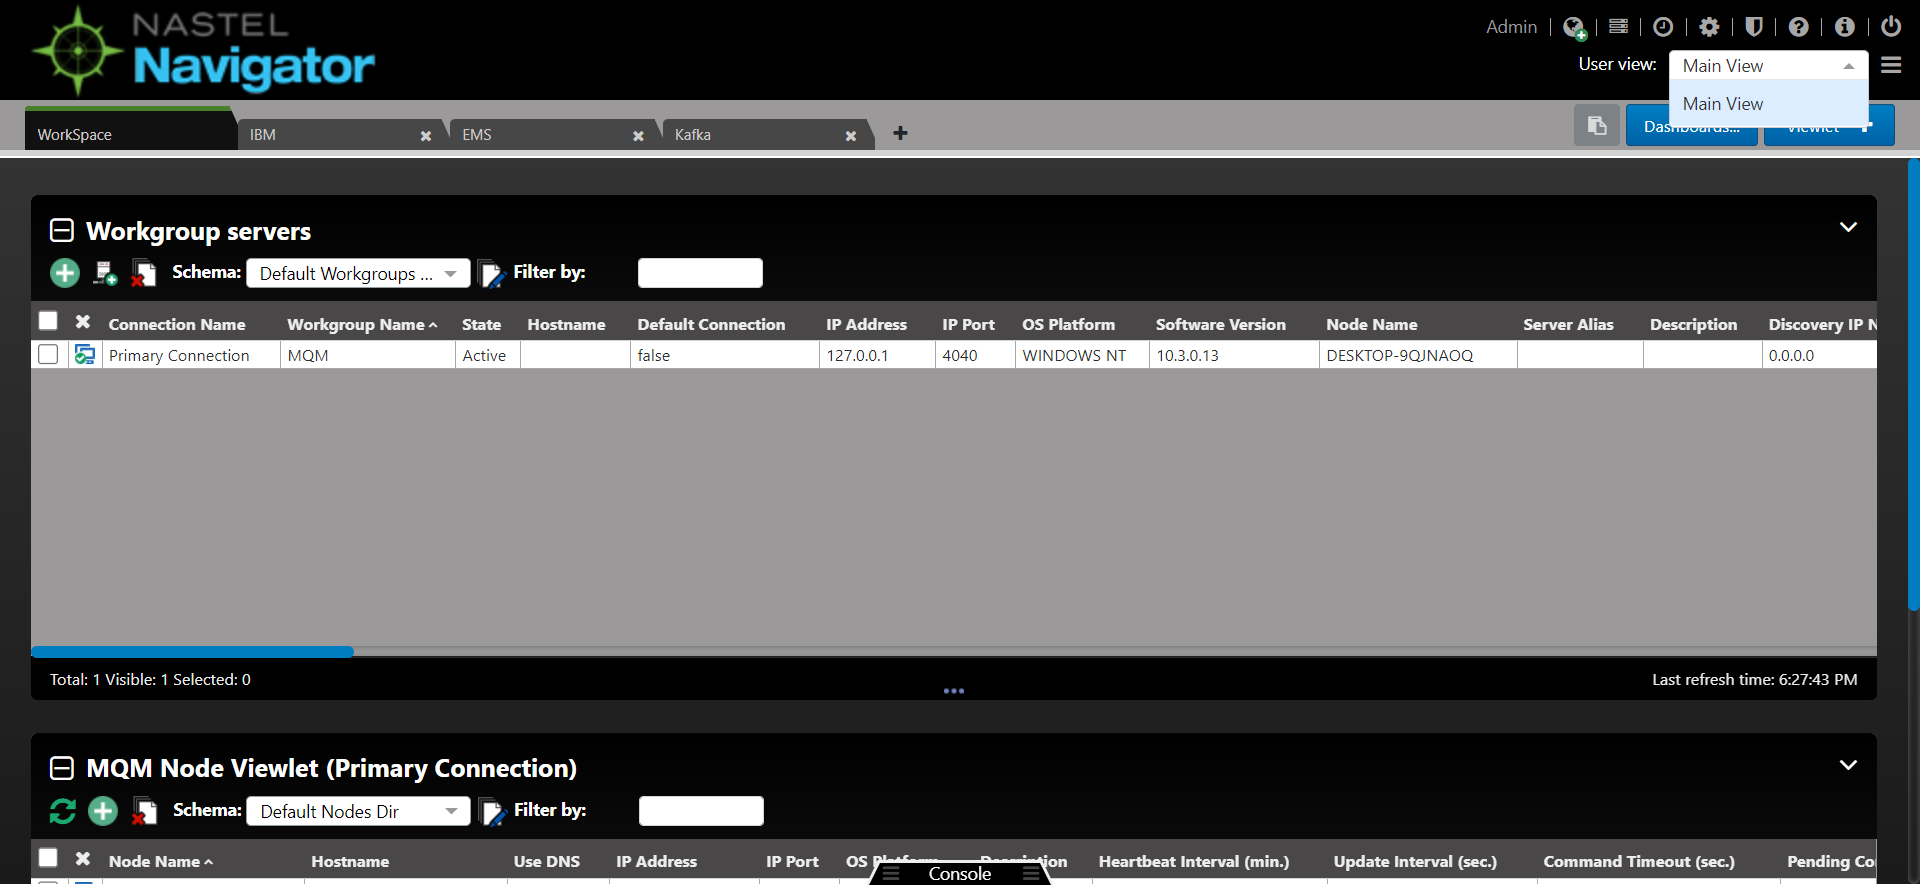 NASTEL
Navigator
Admin
User view: Main View
Main View
WorkSpace IBM EMS Kafka
Dashboards... Viewlet
Workgroup servers
Schema: Default Workgroups ... Filter by:
Connection Name Workgroup Name State Hostname Default Connection IP Address IP Port OS Platform Software Version Node Name Server Alias Description Discovery IP N
Primary Connection MQM Active false 127.0.0.1 4040 WINDOWS NT 10.3.0.13 DESKTOP-9QJNAOQ 0.0.0.0
Total: 1 Visible: 1 Selected: 0 Last refresh time: 6:27:43 PM
MQM Node Viewlet (Primary Connection)
Schema: Default Nodes Dir Filter by:
Node Name Hostname Use DNS IP Address IP Port OS Platform Description Heartbeat Interval (min.) Update Interval (sec.) Command Timeout (sec.) Pending Co
Console